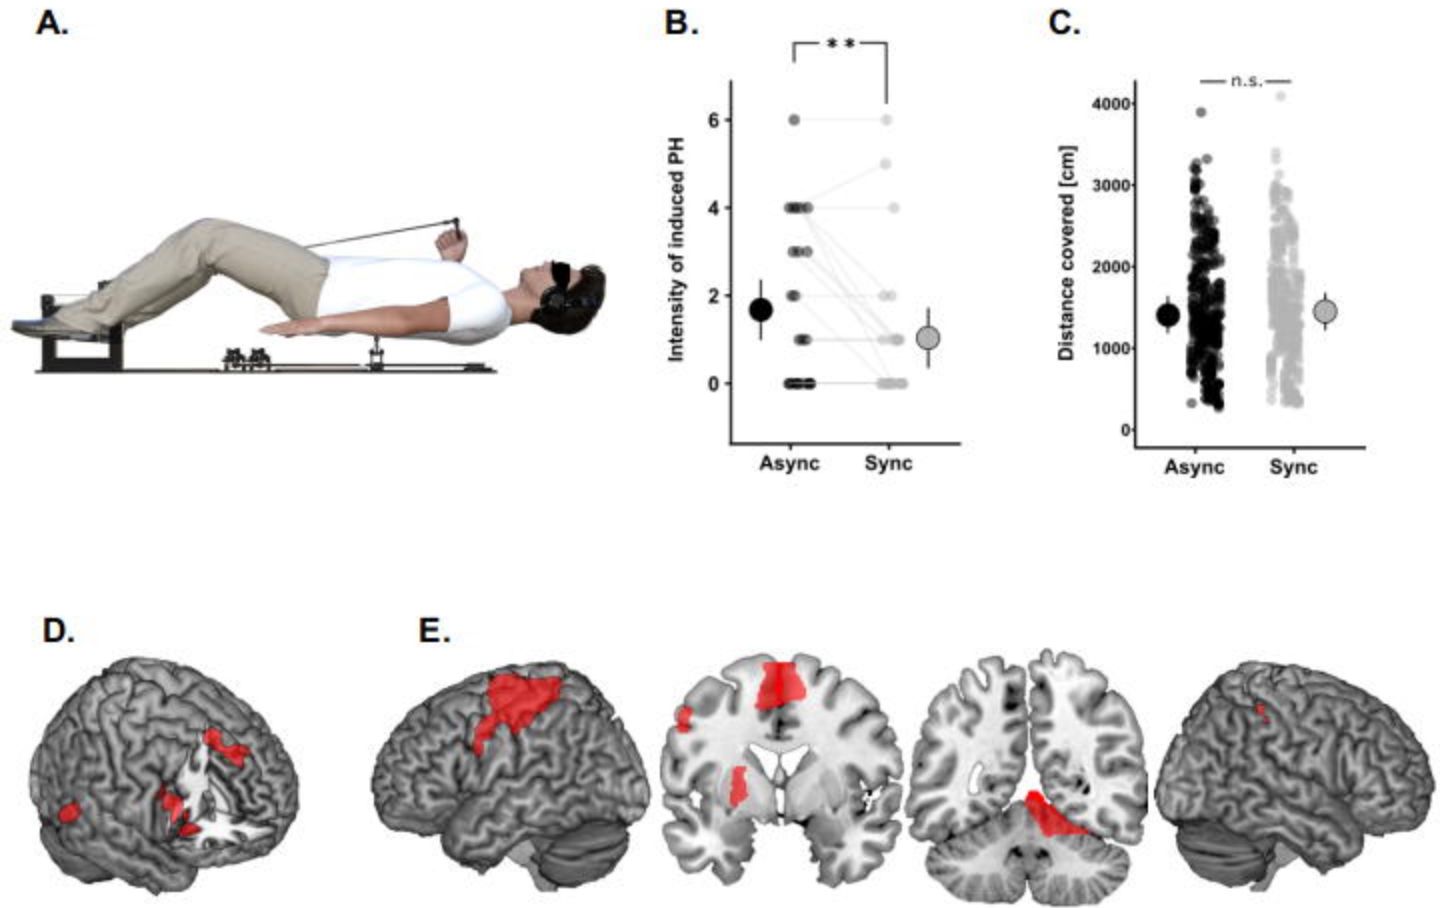 A.
B.
**
Intensity of induced PH
6
4
2
0
Async
Sync
C.
n.s.
Distance covered [cm]
4000
3000
2000
1000
0
Async
Sync
D.
E.